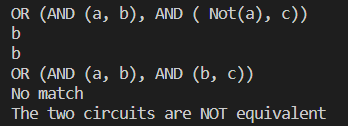 OR (AND (a, b), AND ( Not(a), c))
b
b
OR (AND (a, b), AND (b, c))
No match
The two circuits are NOT equivalent